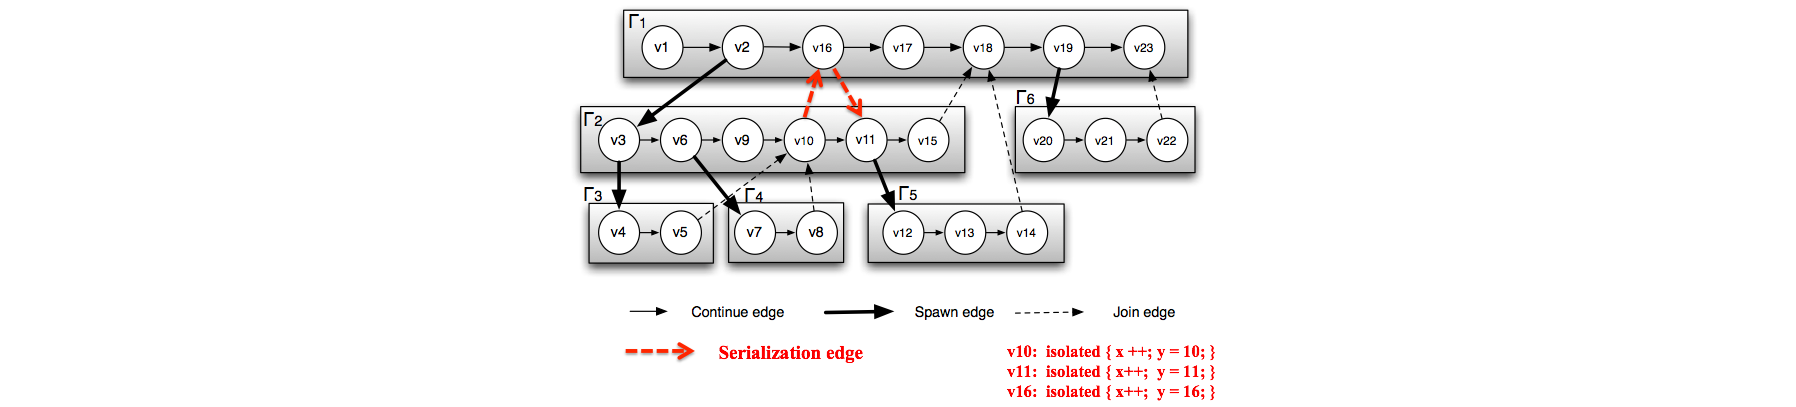 Γ1
v1 v2 v16 v17 v18 v19 v23
Γ2
v3 v6 v9 v10 v11 v15
Γ6
v20 v21 v22
Γ3
v4 v5
Γ4
v7 v8
Γ5
v12 v13 v14
Continue edge Spawn edge Join edge
Serialization edge
v10: isolated { x ++; y = 10; }
v11: isolated { x++; y = 11; }
v16: isolated { x++; y = 16; }